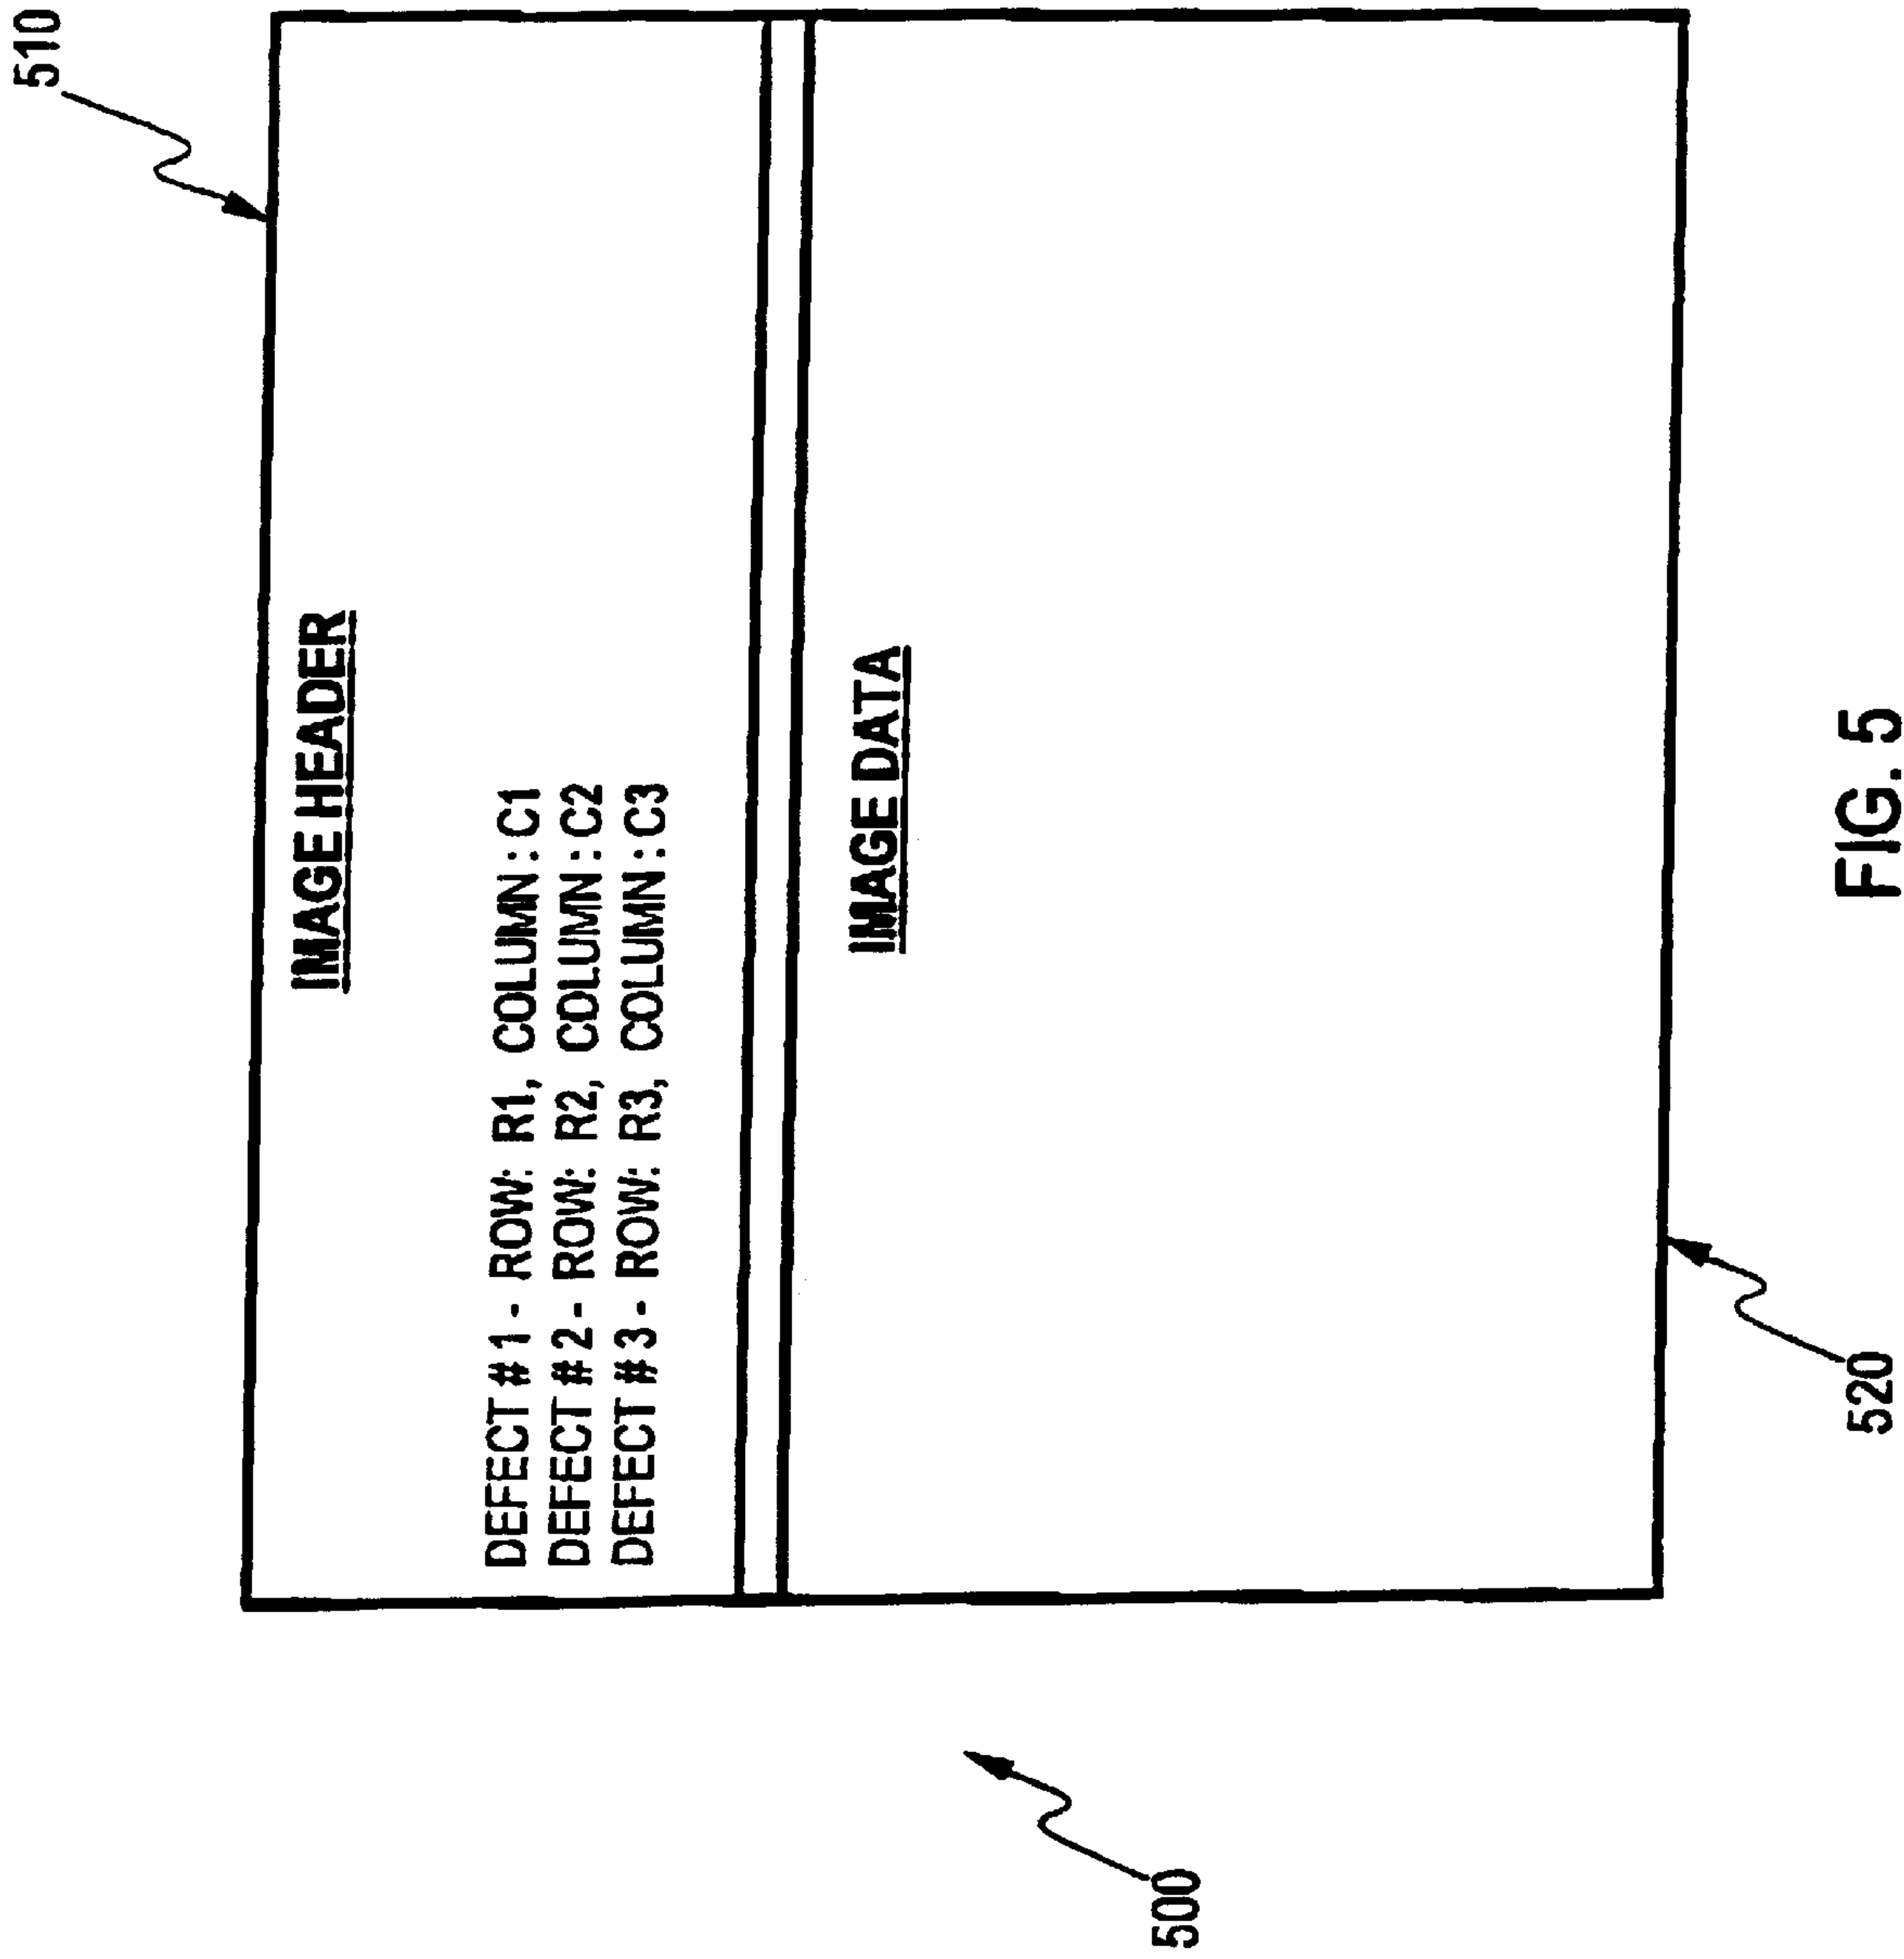 510
IMAGE HEADER
DEFECT # 1 - ROW: R1, COLUMN : C1
DEFECT # 2 - ROW: R2, COLUMN : C2
DEFECT # 3 - ROW: R3, COLUMN : C3
IMAGE DATA
500
520
FIG. 5